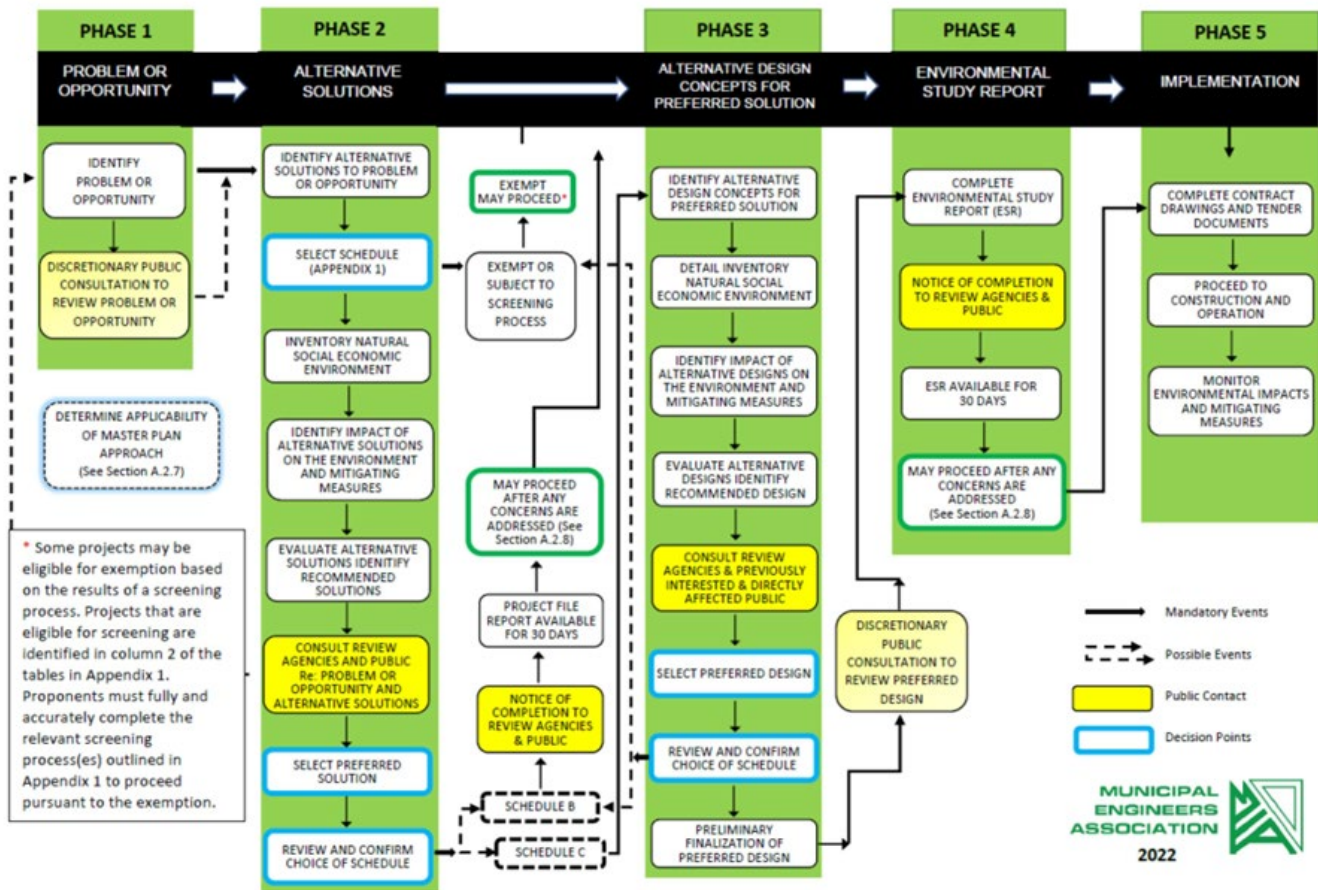 PHASE 1
PROBLEM OR
OPPORTUNITY
IDENTIFY
PROBLEM OR
OPPORTUNITY
DISCRETIONARY PUBLIC
CONSULTATION TO
REVIEW PROBLEM OR
OPPORTUNITY
DETERMINE APPLICABILITY
OF MASTER PLAN
APPROACH
(See Section A.2.7)
* Some projects may be
eligible for exemption based
on the results of a screening
process. Projects that are
eligible for screening are
identified in column 2 of the
tables in Appendix 1.
Proponents must fully and
accurately complete the
relevant screening
process(es) outlined in
Appendix 1 to proceed
pursuant to the exemption.
PHASE 2
ALTERNATIVE
SOLUTIONS
IDENTIFY ALTERNATIVE
SOLUTIONS TO PROBLEM
OR OPPORTUNITY
SELECT SCHEDULE
(APPENDIX 1)
INVENTORY NATURAL
SOCIAL ECONOMIC
ENVIRONMENT
IDENTIFY IMPACT OF
ALTERNATIVE SOLUTIONS
ON THE ENVIRONMENT
AND MITIGATING
MEASURES
EVALUATE ALTERNATIVE
SOLUTIONS IDENITIFY
RECOMMENDED
SOLUTIONS
CONSULT REVIEW
AGENCIES AND PUBLIC
Re: PROBLEM OR
OPPORTUNITY AND
ALTERNATIVE SOLUTIONS
SELECT PREFERRED
SOLUTION
REVIEW AND CONFIRM
CHOICE OF SCHEDULE
EXEMPT
MAY PROCEED*
EXEMPT OR
SUBJECT TO
SCREENING
PROCESS
MAY PROCEED
AFTER ANY
CONCERNS ARE
ADDRESSED (See
Section A.2.8)
PROJECT FILE
REPORT AVAILABLE
FOR 30 DAYS
NOTICE OF
COMPLETION TO
REVIEW AGENCIES
& PUBLIC
SCHEDULE B
SCHEDULE C
PHASE 3
ALTERNATIVE DESIGN
CONCEPTS FOR
PREFERRED SOLUTION
IDENTIFY ALTERNATIVE
DESIGN CONCEPTS FOR
PREFERRED SOLUTION
DETAIL INVENTORY
NATURAL SOCIAL
ECONOMIC ENVIRONMENT
IDENTIFY IMPACT OF
ALTERNATIVE DESIGNS ON
THE ENVIRONMENT AND
MITIGATING MEASURES
EVALUATE ALTERNATIVE
DESIGNS IDENITIFY
RECOMMENDED DESIGN
CONSULT REVIEW
AGENCIES & PREVIOUSLY
INTERESTED & DIRECTLY
AFFECTED PUBLIC
SELECT PREFERRED DESIGN
REVIEW AND CONFIRM
CHOICE OF SCHEDULE
PRELIMINARY
FINALIZATION OF
PREFERRED DESIGN
DISCRETIONARY
PUBLIC
CONSULTATION TO
REVIEW PREFERRED
DESIGN
PHASE 4
ENVIRONMENTAL
STUDY REPORT
COMPLETE
ENVIRONMENTAL STUDY
REPORT (ESR)
NOTICE OF COMPLETION
TO REVIEW AGENCIES &
PUBLIC
ESR AVAILABLE FOR
30 DAYS
MAY PROCEED AFTER ANY
CONCERNS ARE
ADDRESSED
(See Section A.2.8)
PHASE 5
IMPLEMENTATION
COMPLETE CONTRACT
DRAWINGS AND TENDER
DOCUMENTS
PROCEED TO
CONSTRUCTION AND
OPERATION
MONITOR
ENVIRONMENTAL IMPACTS
AND MITIGATING
MEASURES
Mandatory Events
Possible Events
Public Contact
Decision Points
MUNICIPAL
ENGINEERS
ASSOCIATION
2022